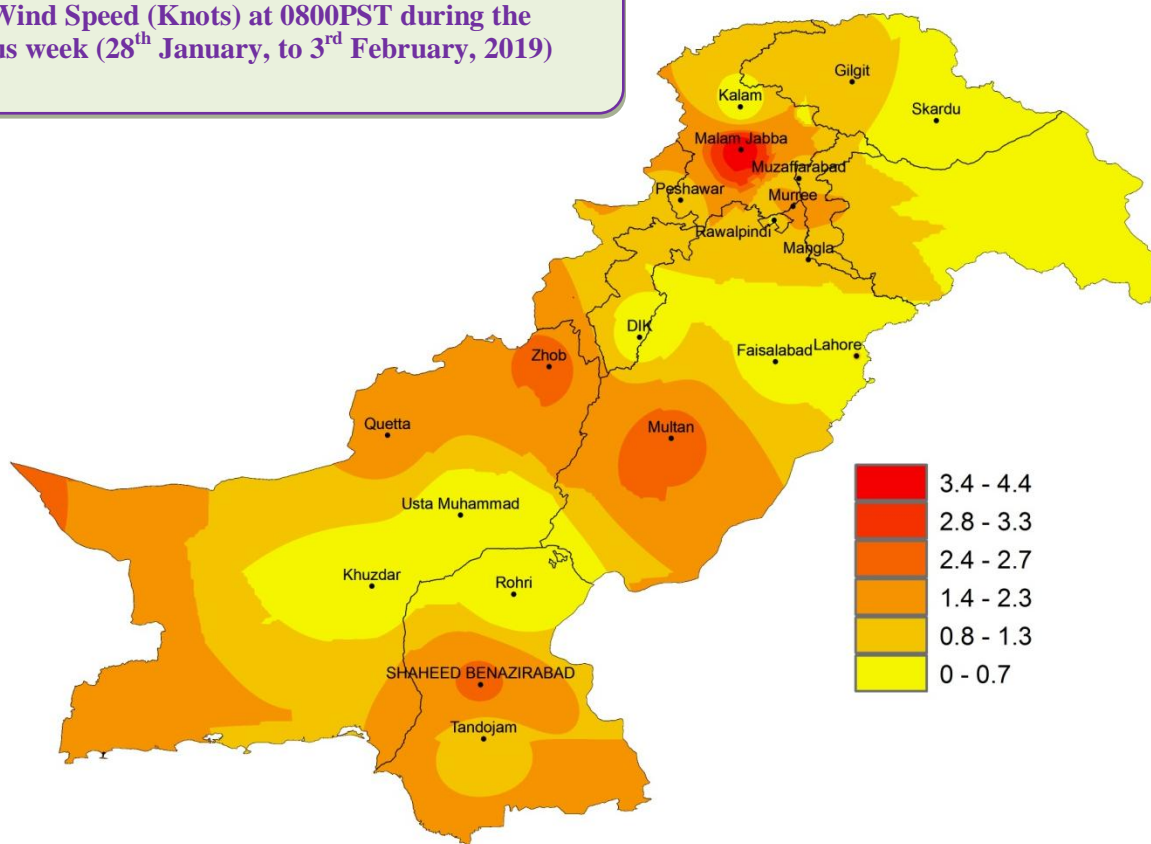 Wind Speed (Knots) at 0800PST during the
week (28th January, to 3rd February, 2019)
Gilgit
Kalam
Skardu
Malam Jabba
Muzaffarabad
Peshawar
Murree
Rawalpindi
Mangla
DIK
Zhob
Faisalabad
Lahore
Quetta
Multan
3.4 - 4.4
Usta Muhammad
2.8 - 3.3
2.4 - 2.7
Khuzdar
Rohri
1.4 - 2.3
0.8 - 1.3
SHAHEED BENAZIRABAD
0 - 0.7
Tandojam